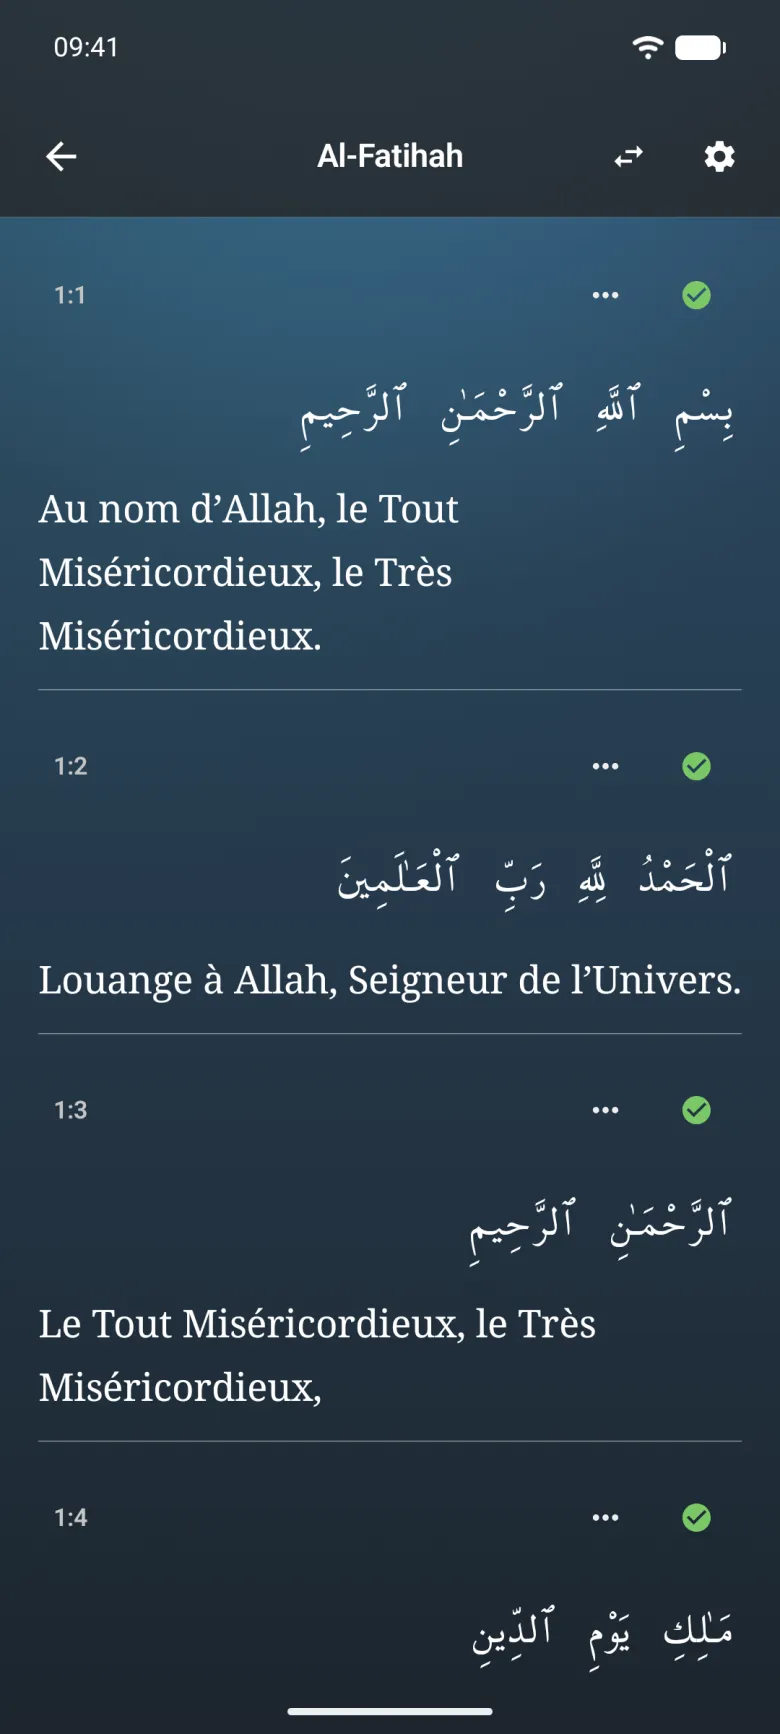 09:41
Al-Fatihah
1:1
بِسْمِ ٱللَّهِ ٱلرَّحْمَـٰنِ ٱلرَّحِيمِ
Au nom d’Allah, le Tout
Miséricordieux, le Très
Miséricordieux.
1:2
ٱلْحَمْدُ لِلَّهِ رَبِّ ٱلْعَـٰلَمِينَ
Louange à Allah, Seigneur de l’Univers.
1:3
ٱلرَّحْمَـٰنِ ٱلرَّحِيمِ
Le Tout Miséricordieux, le Très
Miséricordieux,
1:4
مَـٰلِكِ يَوْمِ ٱلدِّينِ